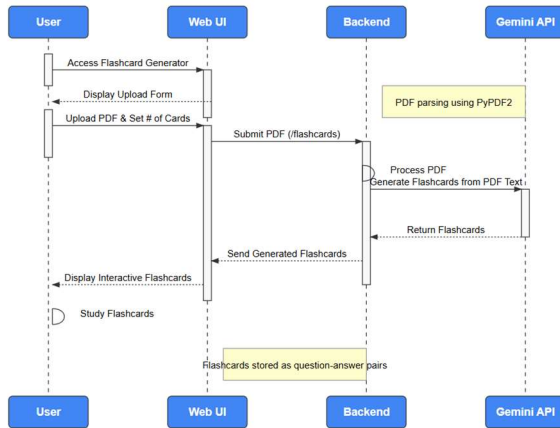 User
Web UI
Backend
Gemini API
Access Flashcard Generator
Display Upload Form
PDF parsing using PyPDF2
Upload PDF & Set # of Cards
Submit PDF (/flashcards)
Process PDF
Generate Flashcards from PDF Text
Return Flashcards
Send Generated Flashcards
Display Interactive Flashcards
Study Flashcards
Flashcards stored as question-answer pairs
User
Web UI
Backend
Gemini API